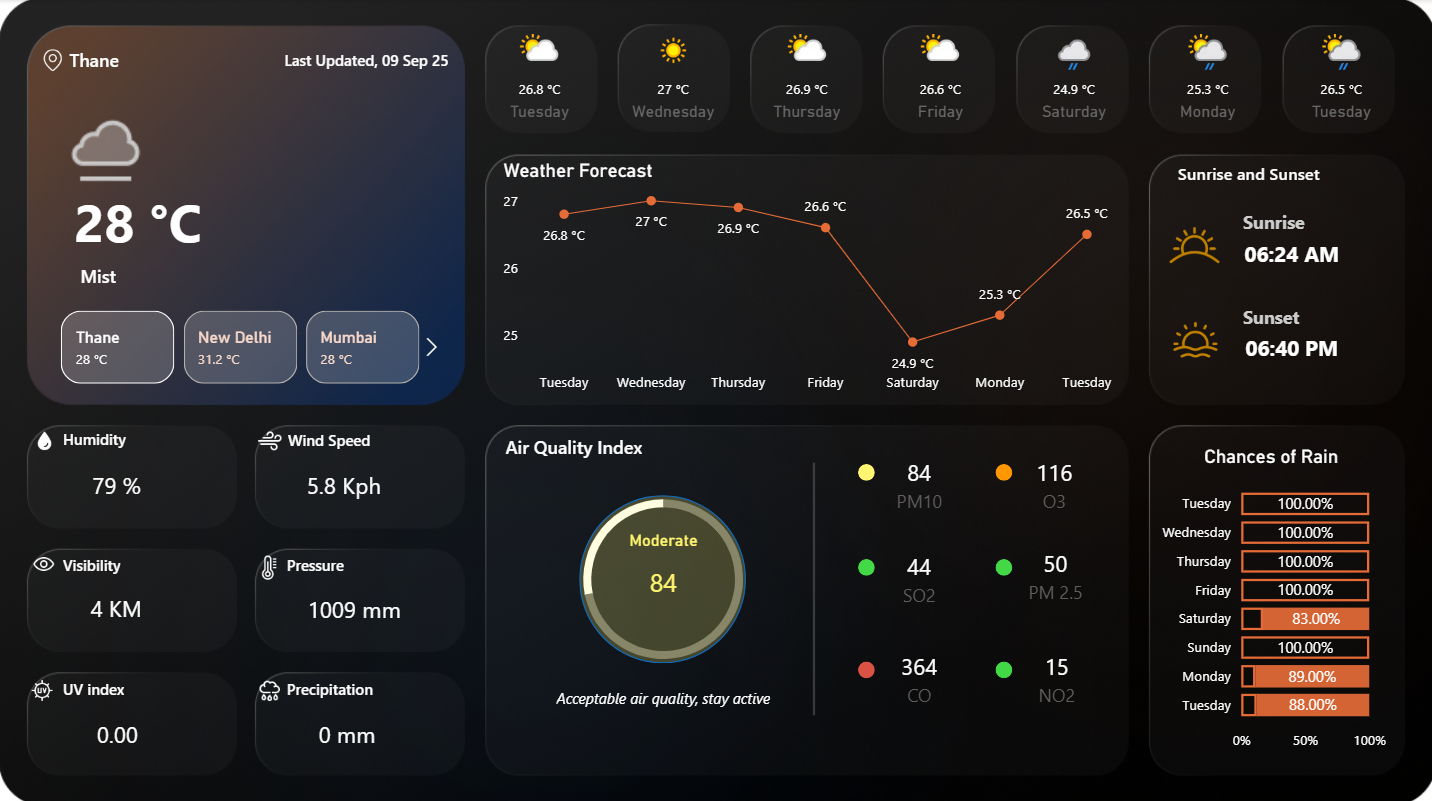 Thane
Last Updated, 09 Sep 25
28 °C
Mist
Thane
28 °C
New Delhi
31.2 °C
Mumbai
28 °C
26.8 °C
Tuesday
27 °C
Wednesday
26.9 °C
Thursday
26.6 °C
Friday
24.9 °C
Saturday
25.3 °C
Monday
26.5 °C
Tuesday
Weather Forecast
27
26
25
26.8 °C
27 °C
26.9 °C
26.6 °C
24.9 °C
25.3 °C
26.5 °C
Tuesday
Wednesday
Thursday
Friday
Saturday
Monday
Tuesday
Sunrise and Sunset
Sunrise
06:24 AM
Sunset
06:40 PM
Humidity
79 %
Wind Speed
5.8 Kph
Visibility
4 KM
Pressure
1009 mm
UV
UV index
0.00
Precipitation
0 mm
Air Quality Index
Moderate
84
Acceptable air quality, stay active
84
PM10
116
O3
44
SO2
50
PM 2.5
364
CO
15
NO2
Chances of Rain
Tuesday 100.00%
Wednesday 100.00%
Thursday 100.00%
Friday 100.00%
Saturday 83.00%
Sunday 100.00%
Monday 89.00%
Tuesday 88.00%
0% 50% 100%